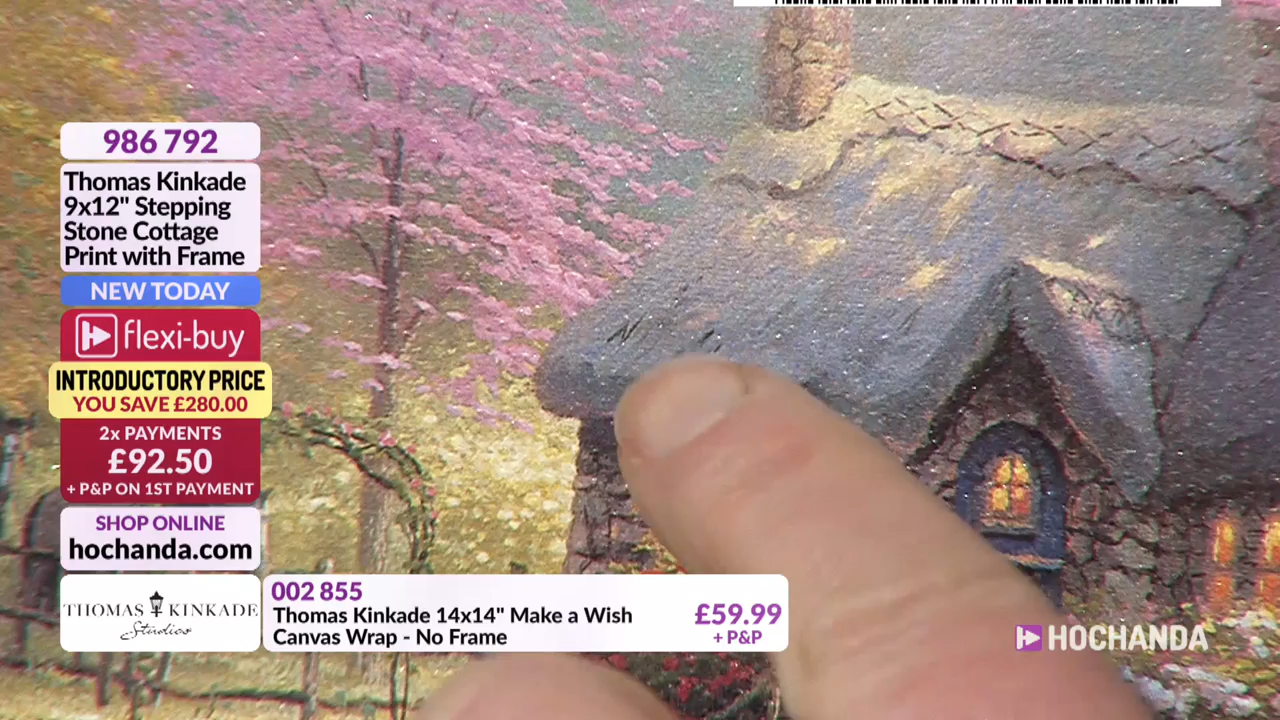 986 792
Thomas Kinkade
9x12" Stepping
Stone Cottage
Print with Frame
NEW TODAY
flexi-buy
INTRODUCTORY PRICE
YOU SAVE £280.00
2x PAYMENTS
£92.50
+ P&P ON 1ST PAYMENT
SHOP ONLINE
hochanda.com
THOMAS KINKADE
Studios
002 855
Thomas Kinkade 14x14" Make a Wish
Canvas Wrap - No Frame
£59.99
+ P&P
HOCHANDA